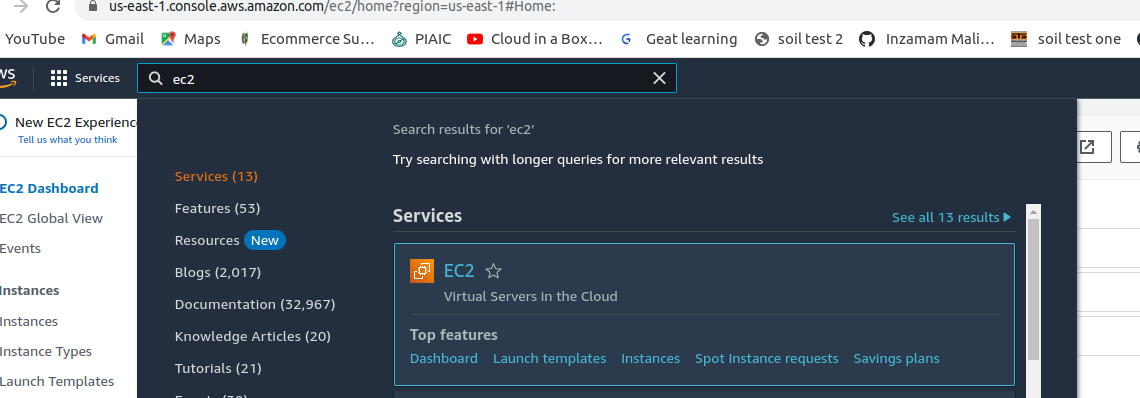 us-east-1.console.aws.amazon.com/ec2/home?region=us-east-1#Home:
YouTube Gmail Maps Ecommerce Su... PIAIC Cloud in a Box... Geat learning soil test 2 Inzamam Mali... soil test one
Services ec2
New EC2 Experienc
Tell us what you think
EC2 Dashboard
EC2 Global View
Events
Instances
Instances
Instance Types
Launch Templates
Services (13)
Features (53)
Resources New
Blogs (2,017)
Documentation (32,967)
Knowledge Articles (20)
Tutorials (21)
Search results for 'ec2'
Try searching with longer queries for more relevant results
Services See all 13 results
EC2
Virtual Servers in the Cloud
Top features
Dashboard Launch templates Instances Spot Instance requests Savings plans